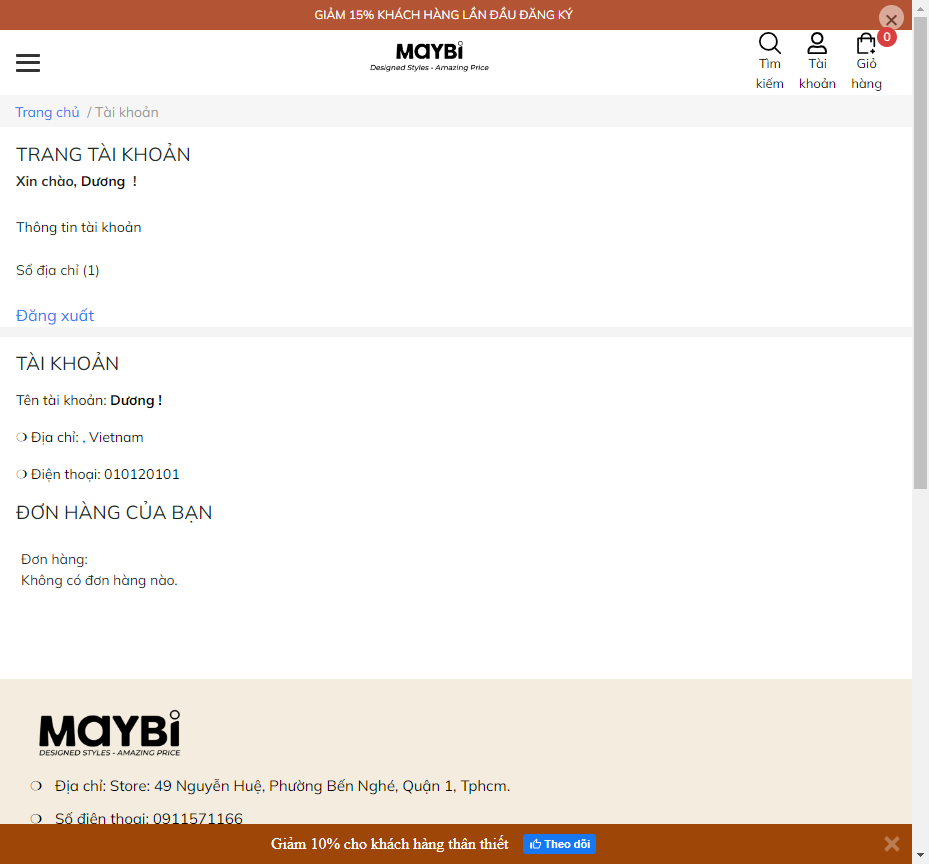 GIẢM 15% KHÁCH HÀNG LẦN ĐẦU ĐĂNG KÝ
MAYBI
Designed Styles - Amazing Price
Tìm kiếm
Tài khoản
Giỏ hàng
0
Trang chủ / Tài khoản
TRANG TÀI KHOẢN
Xin chào, Dương !
Thông tin tài khoản
Sổ địa chỉ (1)
Đăng xuất
TÀI KHOẢN
Tên tài khoản: Dương !
Địa chỉ: , Vietnam
Điện thoại: 010120101
ĐƠN HÀNG CỦA BẠN
Đơn hàng:
Không có đơn hàng nào.
MAYBI
DESIGNED STYLES - AMAZING PRICE
Địa chỉ: Store: 49 Nguyễn Huệ, Phường Bến Nghé, Quận 1, Tphcm.
Số điện thoại: 0911571166
Giảm 10% cho khách hàng thân thiết
Theo dõi